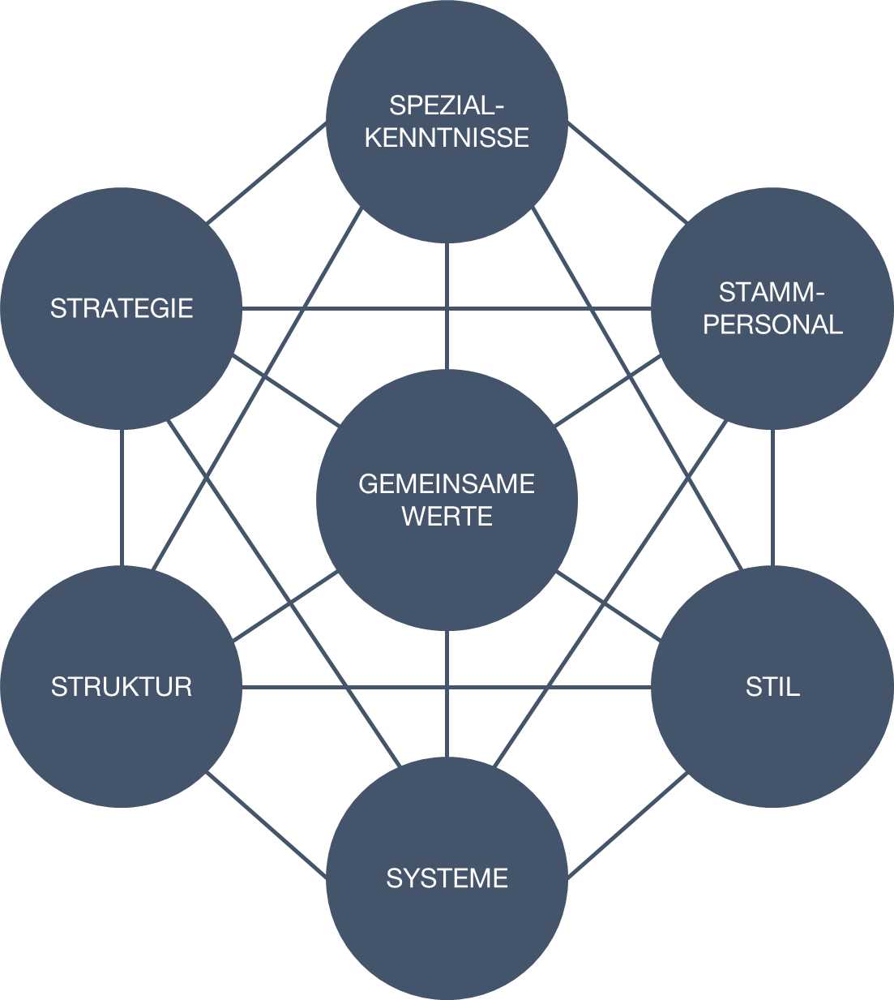 SPEZIAL-
KENNTNISSE
STRATEGIE
STAMM-
PERSONAL
GEMEINSAME
WERTE
STRUKTUR
STIL
SYSTEME